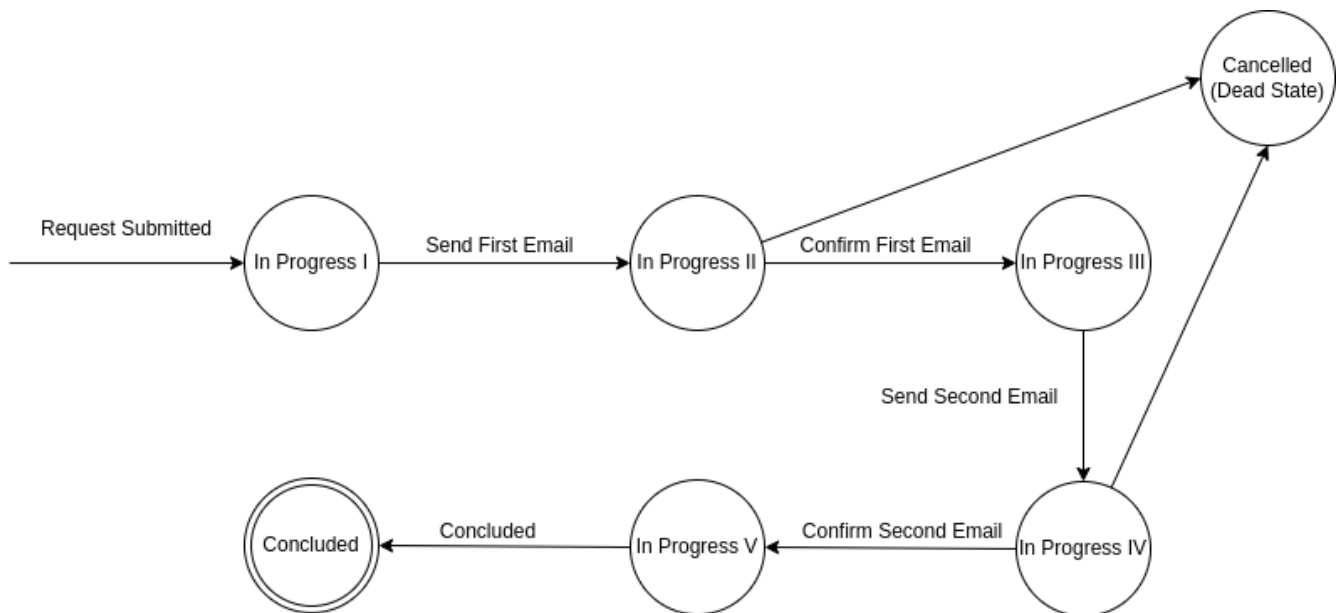 Cancelled
(Dead State)
Request Submitted
In Progress I
Send First Email
In Progress II
Confirm First Email
In Progress III
Send Second Email
Concluded
Concluded
In Progress V
Confirm Second Email
In Progress IV